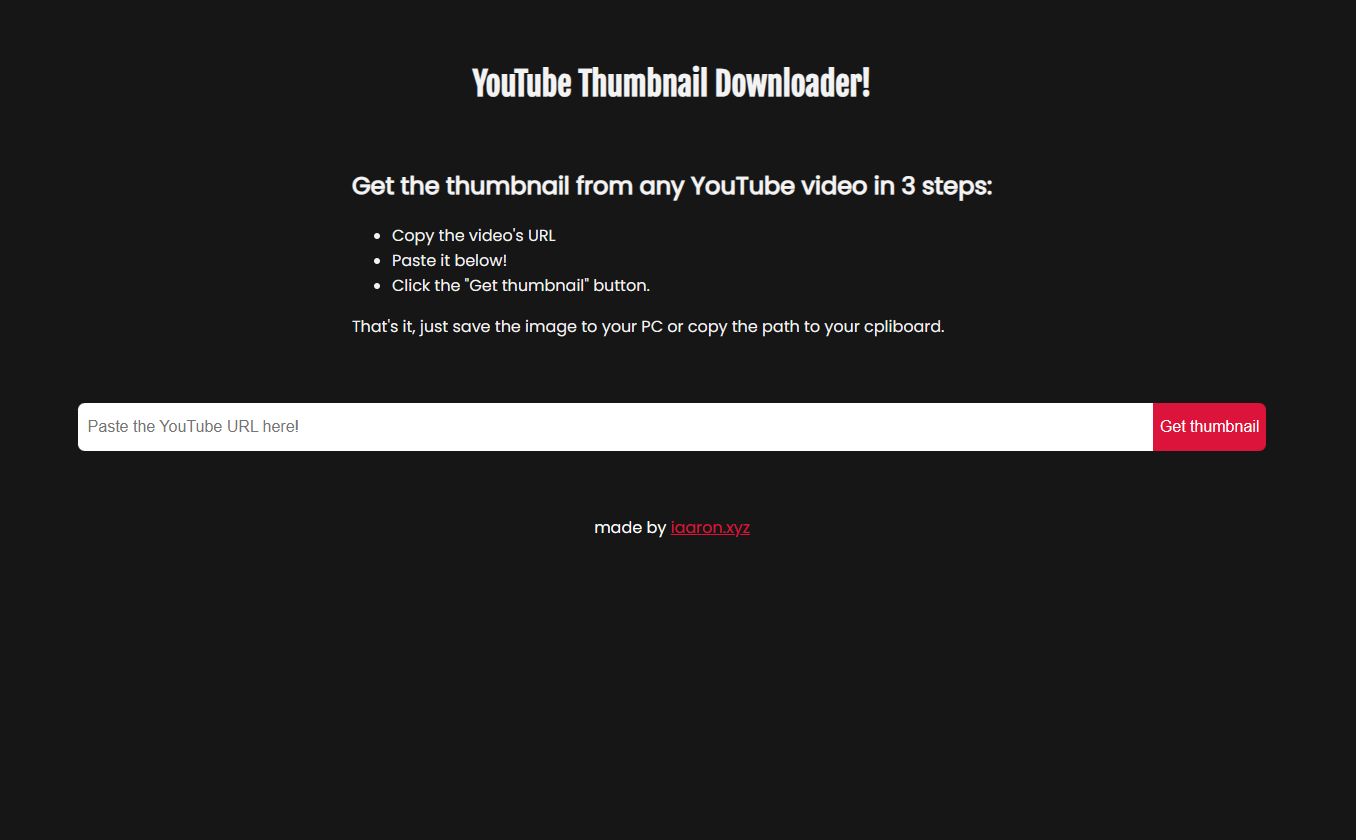 YouTube Thumbnail Downloader!
Get the thumbnail from any YouTube video in 3 steps:
Copy the video's URL
Paste it below!
Click the "Get thumbnail" button.
That's it, just save the image to your PC or copy the path to your cpliboard.
Paste the YouTube URL here!
Get thumbnail
made by iaaron.xyz